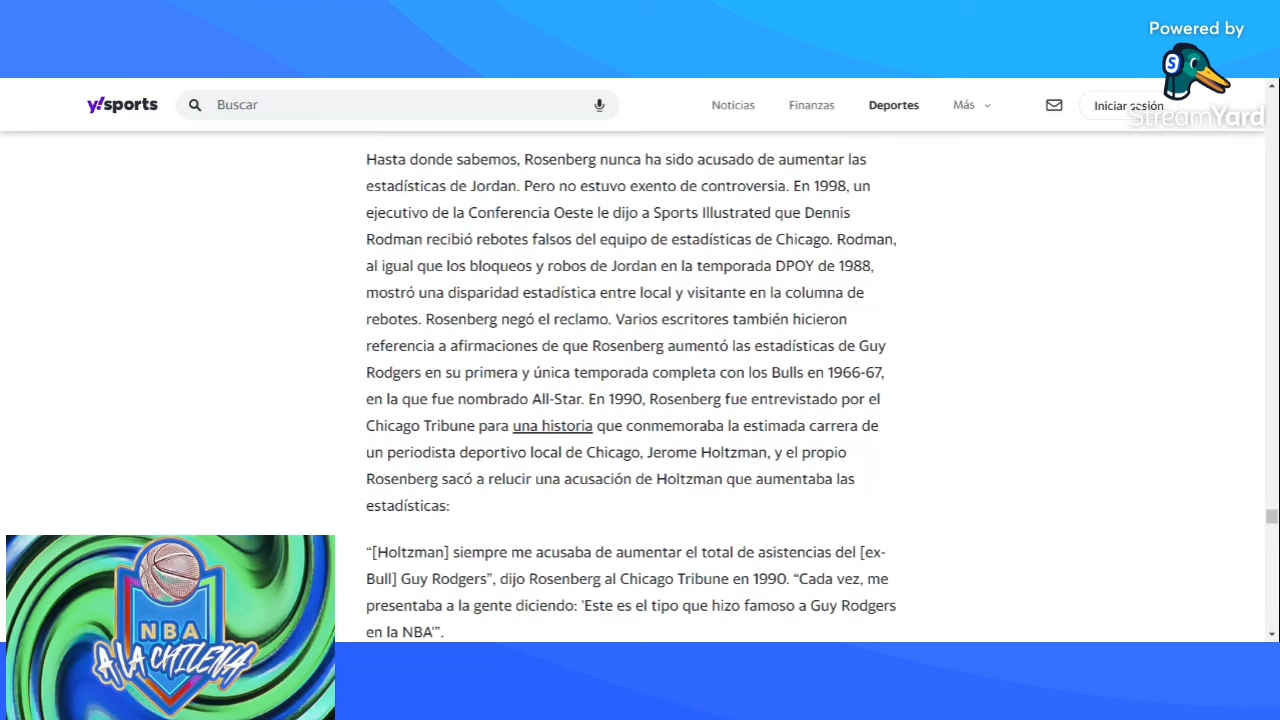 Powered by
StreamYard
y!sports
Buscar
Noticias
Finanzas
Deportes
Más
Iniciar sesión
Hasta donde sabemos, Rosenberg nunca ha sido acusado de aumentar las
estadísticas de Jordan. Pero no estuvo exento de controversia. En 1998, un
ejecutivo de la Conferencia Oeste le dijo a Sports Illustrated que Dennis
Rodman recibió rebotes falsos del equipo de estadísticas de Chicago. Rodman,
al igual que los bloqueos y robos de Jordan en la temporada DPOY de 1988,
mostró una disparidad estadística entre local y visitante en la columna de
rebotes. Rosenberg negó el reclamo. Varios escritores también hicieron
referencia a afirmaciones de que Rosenberg aumentó las estadísticas de Guy
Rodgers en su primera y única temporada completa con los Bulls en 1966-67,
en la que fue nombrado All-Star. En 1990, Rosenberg fue entrevistado por el
Chicago Tribune para una historia que conmemoraba la estimada carrera de
un periodista deportivo local de Chicago, Jerome Holtzman, y el propio
Rosenberg sacó a relucir una acusación de Holtzman que aumentaba las
estadísticas:
“[Holtzman] siempre me acusaba de aumentar el total de asistencias del [ex-
Bull] Guy Rodgers”, dijo Rosenberg al Chicago Tribune en 1990. “Cada vez, me
presentaba a la gente diciendo: 'Este es el tipo que hizo famoso a Guy Rodgers
en la NBA'”.
NBA
A LA CHILENA